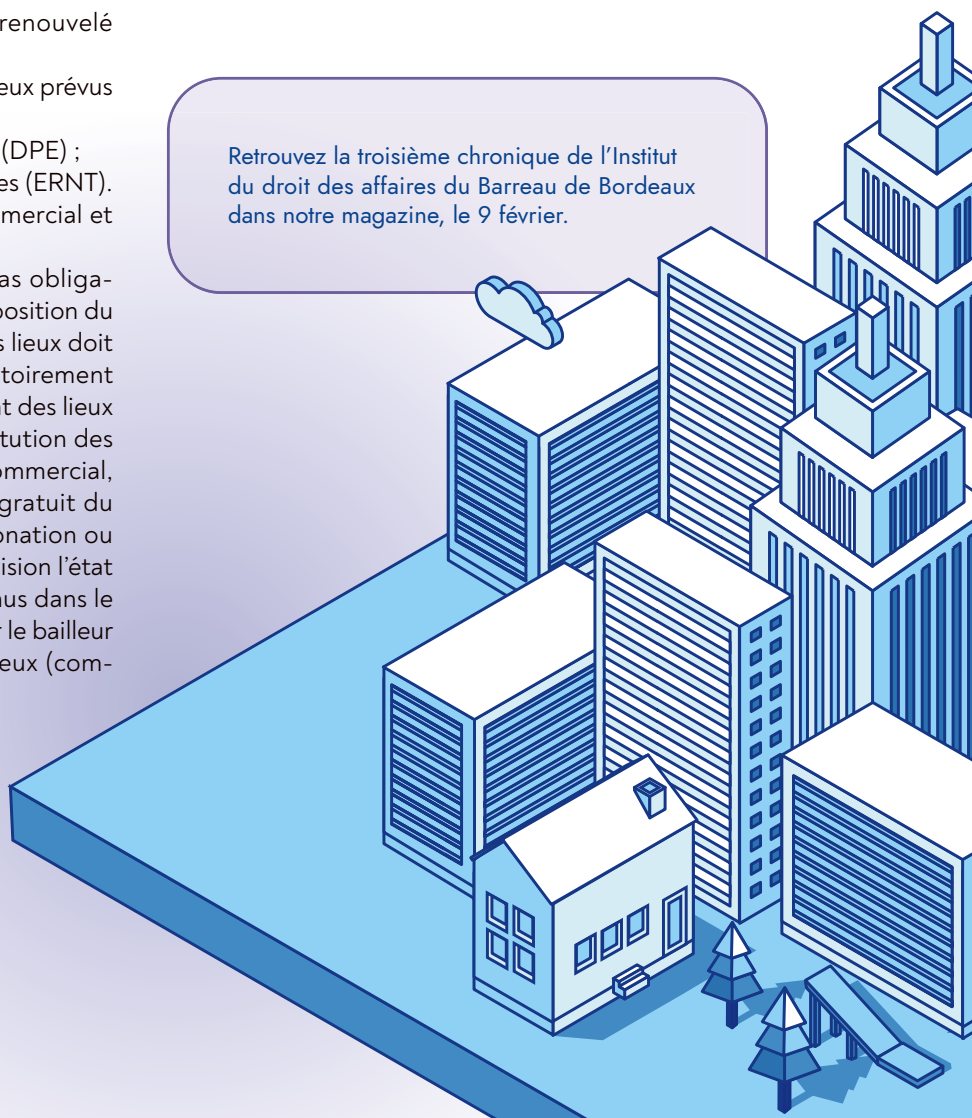 renouvelé
eux prévus
(DPE) ;
es (ERNT).
mercial et
as obliga-
position du
s lieux doit
toirement
t des lieux
tution des
ommercial,
gratuit du
onation ou
ision l'état
nus dans le
r le bailleur
eux (com-
Retrouvez la troisième chronique de l'Institut
du droit des affaires du Barreau de Bordeaux
dans notre magazine, le 9 février.